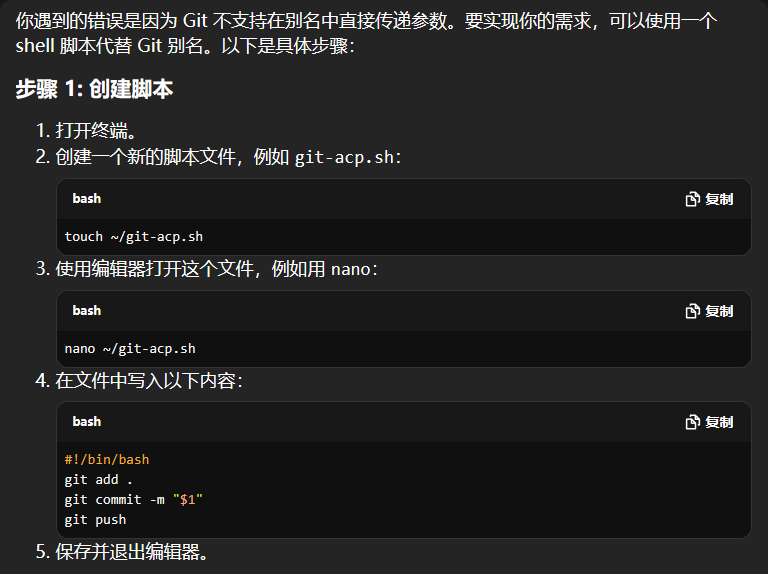 你遇到的错误是因为 Git 不支持在别名中直接传递参数。要实现你的需求，可以使用一个
shell 脚本代替 Git 别名。以下是具体步骤：
步骤 1: 创建脚本
1. 打开终端。
2. 创建一个新的脚本文件，例如 git-acp.sh：
bash 复制
touch ~/git-acp.sh
3. 使用编辑器打开这个文件，例如用 nano：
bash 复制
nano ~/git-acp.sh
4. 在文件中写入以下内容：
bash 复制
#!/bin/bash
git add .
git commit -m "$1"
git push
5. 保存并退出编辑器。